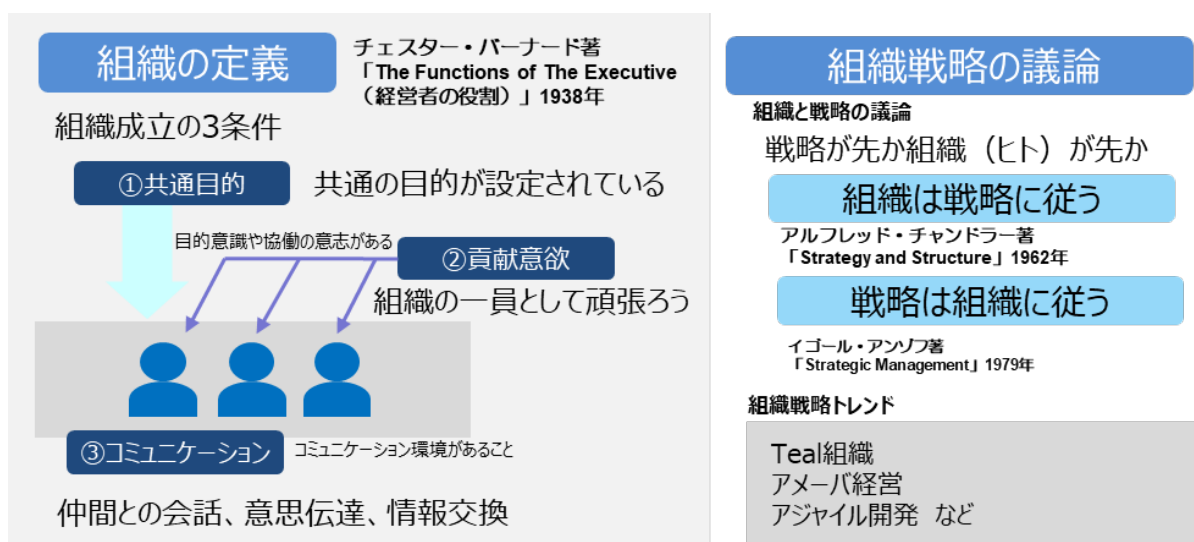 組織の定義
チェスター・バーナード著
「The Functions of The Executive
（経営者の役割）」1938年
組織成立の3条件
①共通目的
共通の目的が設定されている
目的意識や協働の意志がある
②貢献意欲
組織の一員として頑張ろう
③コミュニケーション
コミュニケーション環境があること
仲間との会話、意思伝達、情報交換
組織戦略の議論
組織と戦略の議論
戦略が先か組織（ヒト）が先か
組織は戦略に従う
アルフレッド・チャンドラー著
「Strategy and Structure」1962年
戦略は組織に従う
イゴール・アンゾフ著
「Strategic Management」1979年
組織戦略トレンド
Teal組織
アメーバ経営
アジャイル開発 など